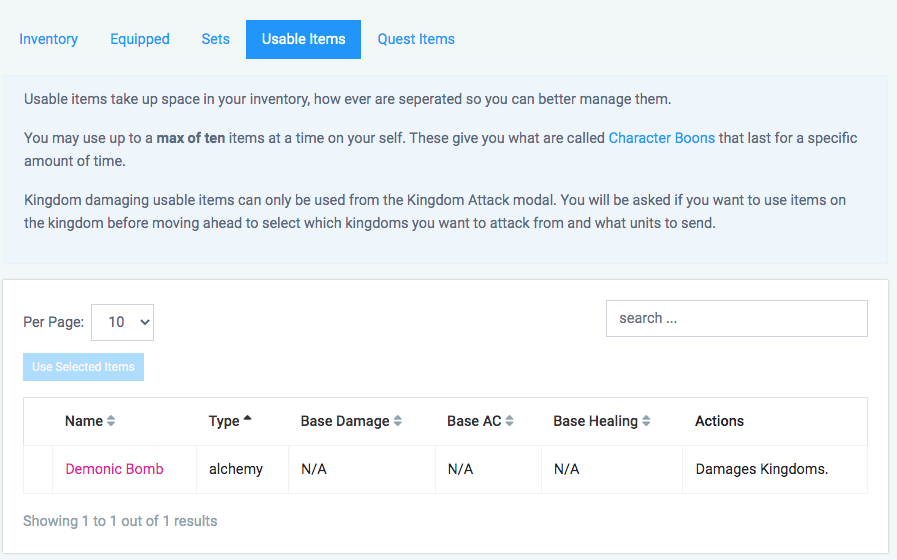 Inventory Equipped Sets Usable Items Quest Items
Usable items take up space in your inventory, how ever are seperated so you can better manage them.
You may use up to a max of ten items at a time on your self. These give you what are called Character Boons that last for a specific
amount of time.
Kingdom damaging usable items can only be used from the Kingdom Attack modal. You will be asked if you want to use items on
the kingdom before moving ahead to select which kingdoms you want to attack from and what units to send.
Per Page: 10 search ...
Use Selected Items
Name Type Base Damage Base AC Base Healing Actions
Demonic Bomb alchemy N/A N/A N/A Damages Kingdoms.
Showing 1 to 1 out of 1 results